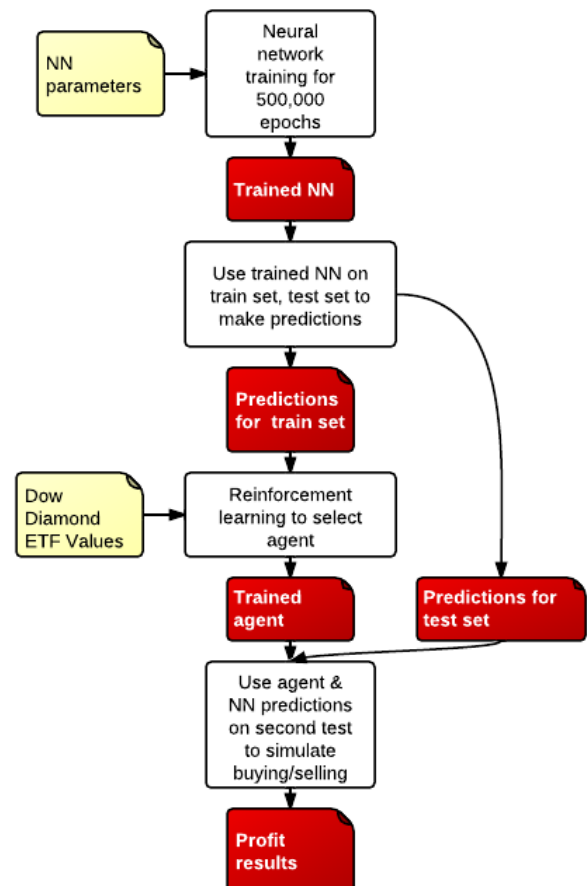 Neural
network
training for
500,000
epochs
NN
parameters
Trained NN
Use trained NN on
train set, test set to
make predictions
Predictions
for train set
Dow
Diamond
ETF Values
Reinforcement
learning to select
agent
Trained
agent
Predictions for
test set
Use agent &
NN predictions
on second test
to simulate
buying/selling
Profit
results